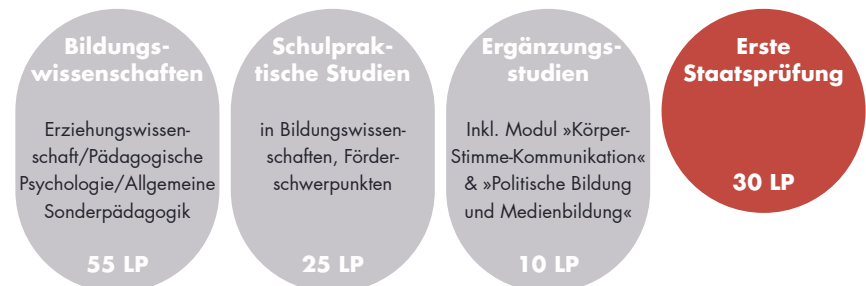 Bildungs-
wissenschaften
Erziehungswissen-
schaft/Pädagogische
Psychologie/Allgemeine
Sonderpädagogik
55 LP
Schulprak-
tische Studien
in Bildungswissen-
schaften, Förder-
schwerpunkten
25 LP
Ergänzungs-
studien
Inkl. Modul »Körper-
Stimme-Kommunikation«
& »Politische Bildung
und Medienbildung«
10 LP
Erste
Staatsprüfung
30 LP